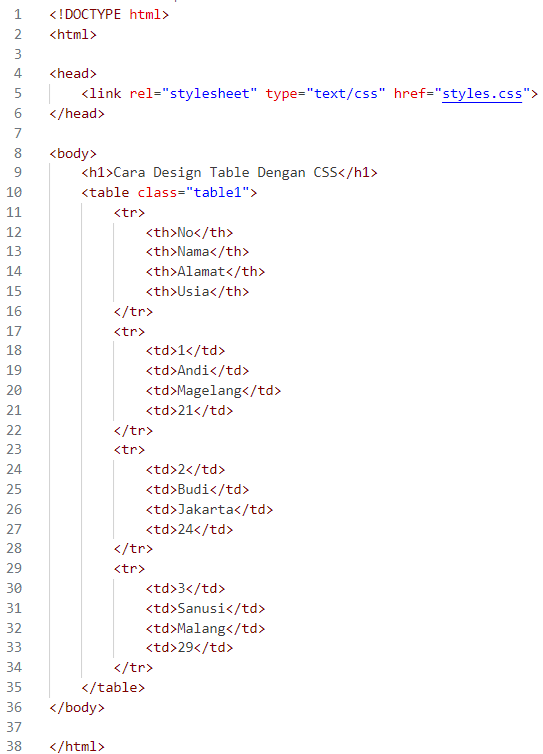 1 <!DOCTYPE html>
2 <html>
3
4 <head>
5     <link rel="stylesheet" type="text/css" href="styles.css">
6 </head>
7
8 <body>
9     <h1>Cara Design Table Dengan CSS</h1>
10     <table class="table1">
11         <tr>
12             <th>No</th>
13             <th>Nama</th>
14             <th>Alamat</th>
15             <th>Usia</th>
16         </tr>
17         <tr>
18             <td>1</td>
19             <td>Andi</td>
20             <td>Magelang</td>
21             <td>21</td>
22         </tr>
23         <tr>
24             <td>2</td>
25             <td>Budi</td>
26             <td>Jakarta</td>
27             <td>24</td>
28         </tr>
29         <tr>
30             <td>3</td>
31             <td>Sanusi</td>
32             <td>Malang</td>
33             <td>29</td>
34         </tr>
35     </table>
36 </body>
37
38 </html>